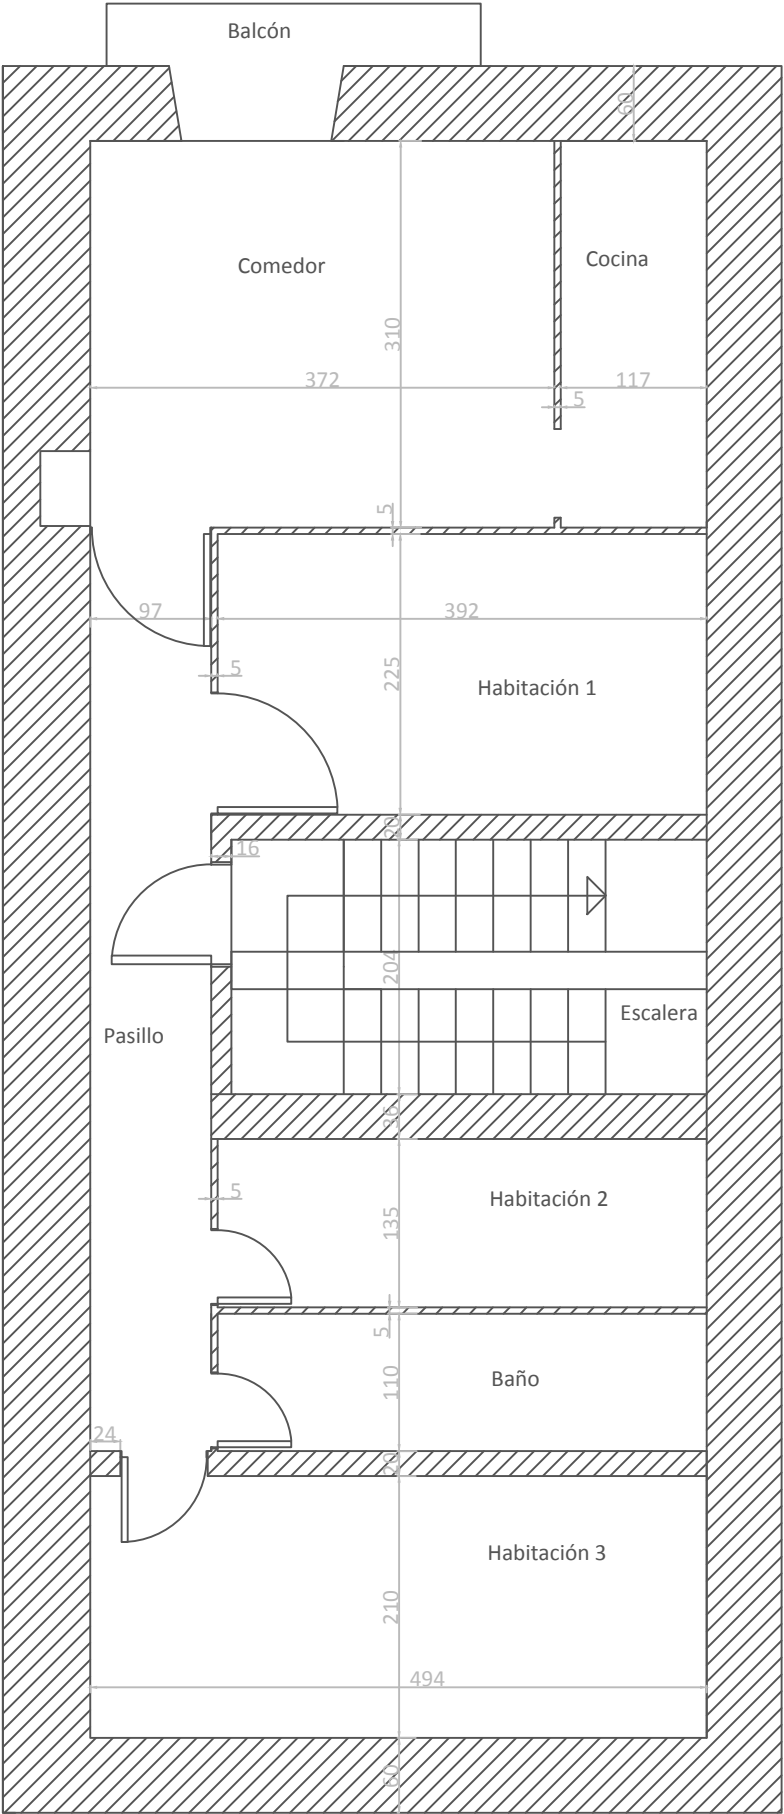 Balcón
60
Comedor
Cocina
310
372
117
5
5
97
392
5
225
Habitación 1
20
16
204
Escalera
Pasillo
36
5
Habitación 2
135
5
110
Baño
24
20
Habitación 3
210
494
60